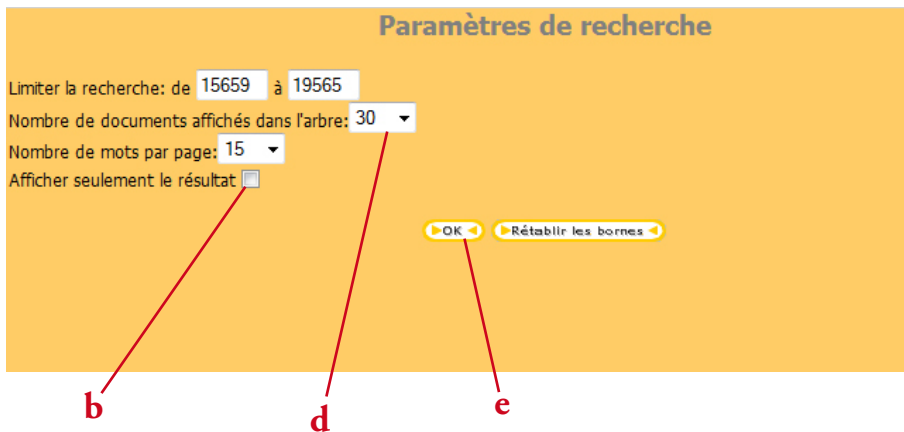 Paramètres de recherche
Limiter la recherche: de 15659 à 19565
Nombre de documents affichés dans l'arbre: 30
Nombre de mots par page: 15
Afficher seulement le résultat
OK Rétablir les bornes
b d e